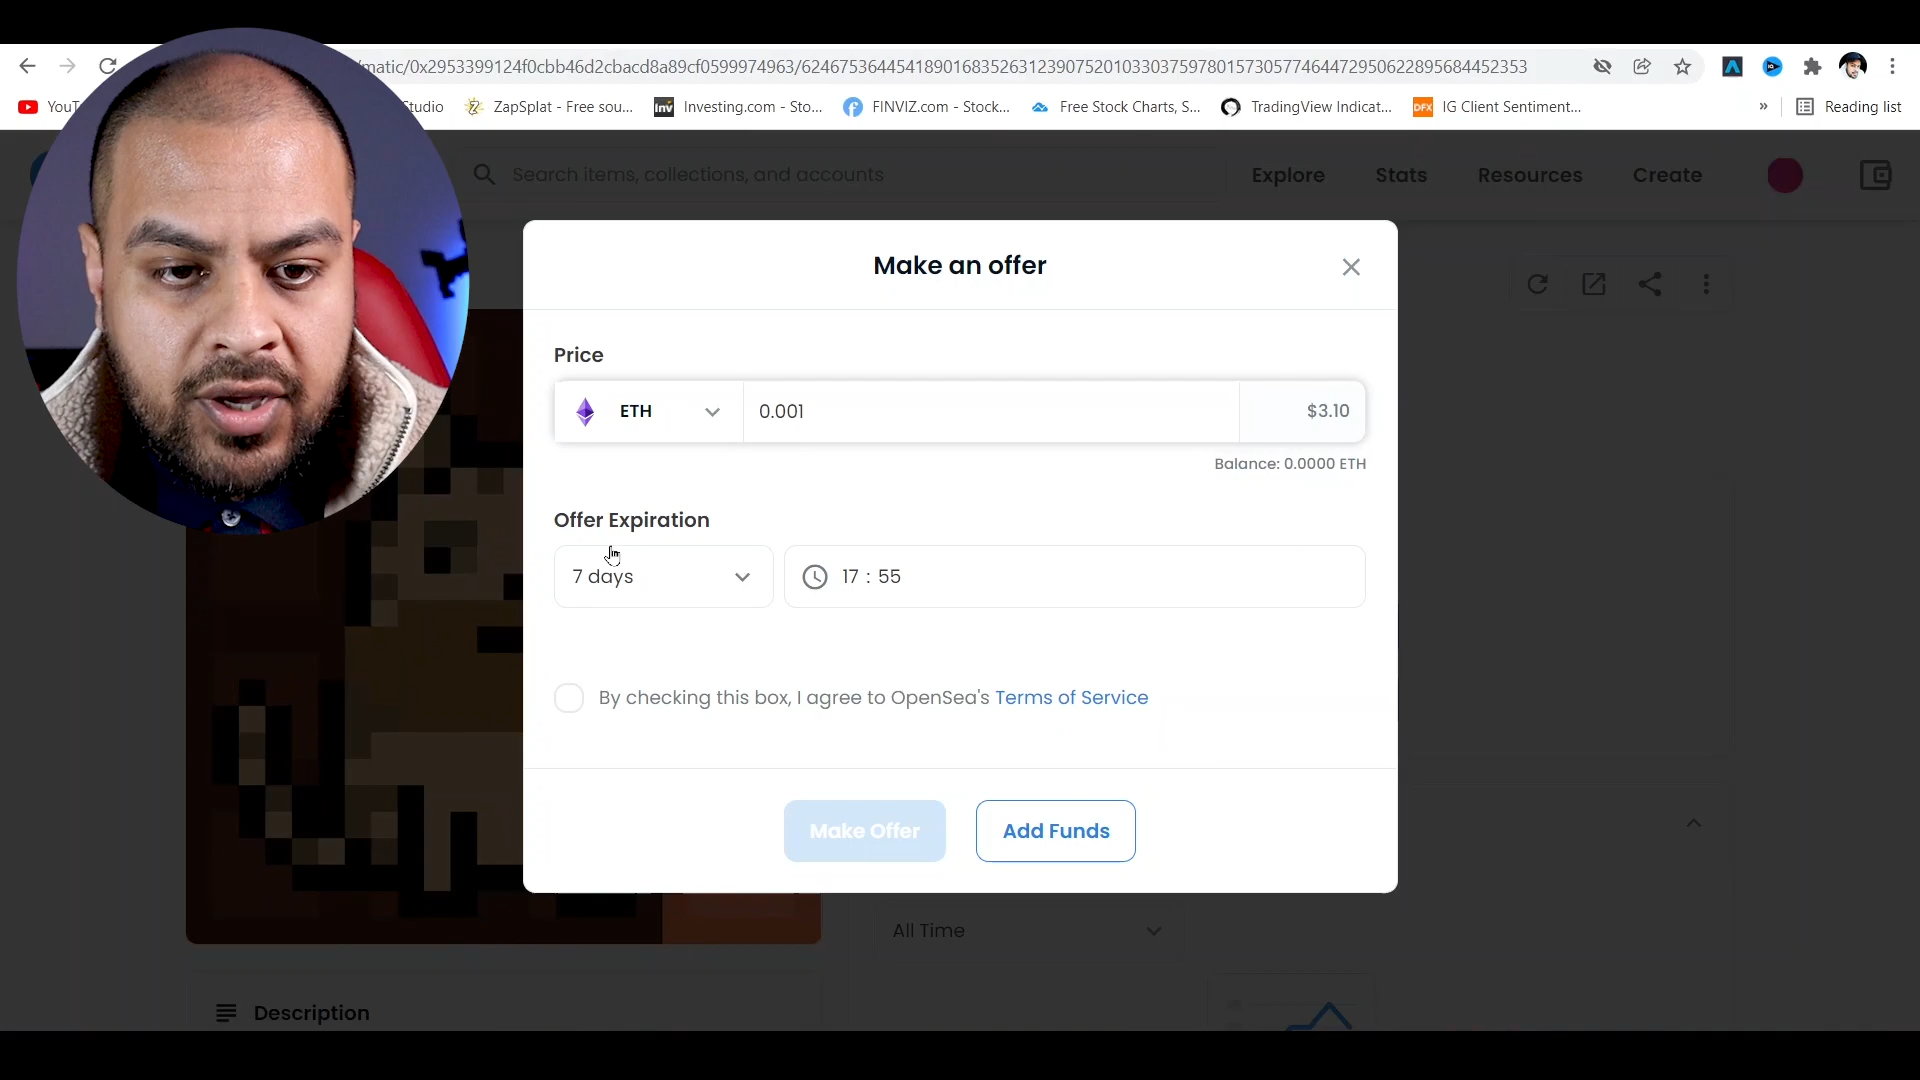 matic/0x2953399124f0cbb46d2cbacd8a89cf0599974963/62467536445418901683526312390752010330375978015730577464472950622895684452353
YouT
Studio
ZapSplat - Free sou...
Investing.com - Sto...
FINVIZ.com - Stock...
Free Stock Charts, S...
TradingView Indicat...
IG Client Sentiment...
»
Reading list
Search items, collections, and accounts
Explore
Stats
Resources
Create
Make an offer
Price
ETH
0.001
$3.10
Balance: 0.0000 ETH
Offer Expiration
7 days
17 : 55
By checking this box, I agree to OpenSea's Terms of Service
Make Offer
Add Funds
All Time
Description